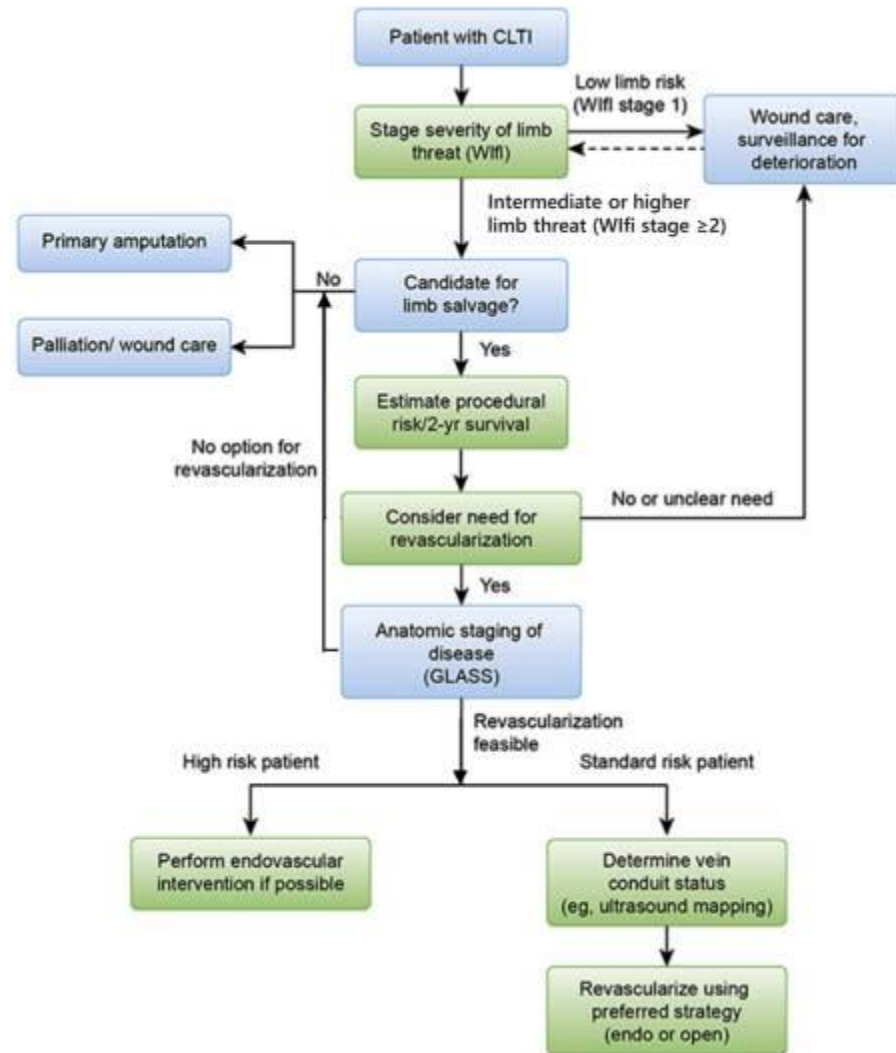 Patient with CLTI
Low limb risk
(WIfI stage 1)
Stage severity of limb
threat (WIfI)
Wound care,
surveillance for
deterioration
Intermediate or higher
limb threat (WIfi stage ≥2)
Primary amputation
No
Candidate for
limb salvage?
Palliation/ wound care
Yes
Estimate procedural
risk/2-yr survival
No option for
revascularization
Consider need for
revascularization
No or unclear need
Yes
Anatomic staging of
disease
(GLASS)
Revascularization
feasible
High risk patient
Standard risk patient
Perform endovascular
intervention if possible
Determine vein
conduit status
(eg, ultrasound mapping)
Revascularize using
preferred strategy
(endo or open)